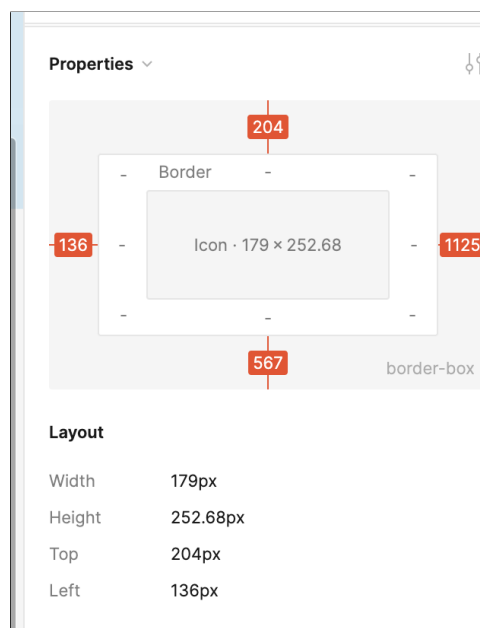 Properties
204
- Border - -
136 - Icon · 179 × 252.68 - 1125
- - -
567
border-box
Layout
Width 179px
Height 252.68px
Top 204px
Left 136px